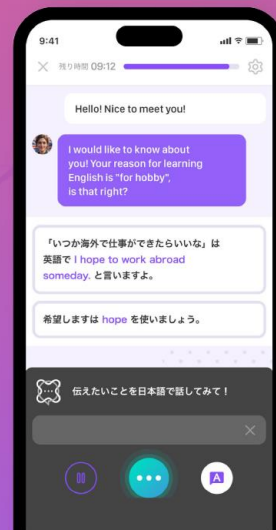 9:41
残り時間 09:12
Hello! Nice to meet you!
I would like to know about
you! Your reason for learning
English is "for hobby",
is that right?
「いつか海外で仕事ができたらいいな」は
英語で I hope to work abroad
someday. と言いますよ。
希望しますは hope を使いましょう。
伝えたいことを日本語で話してみて！
A